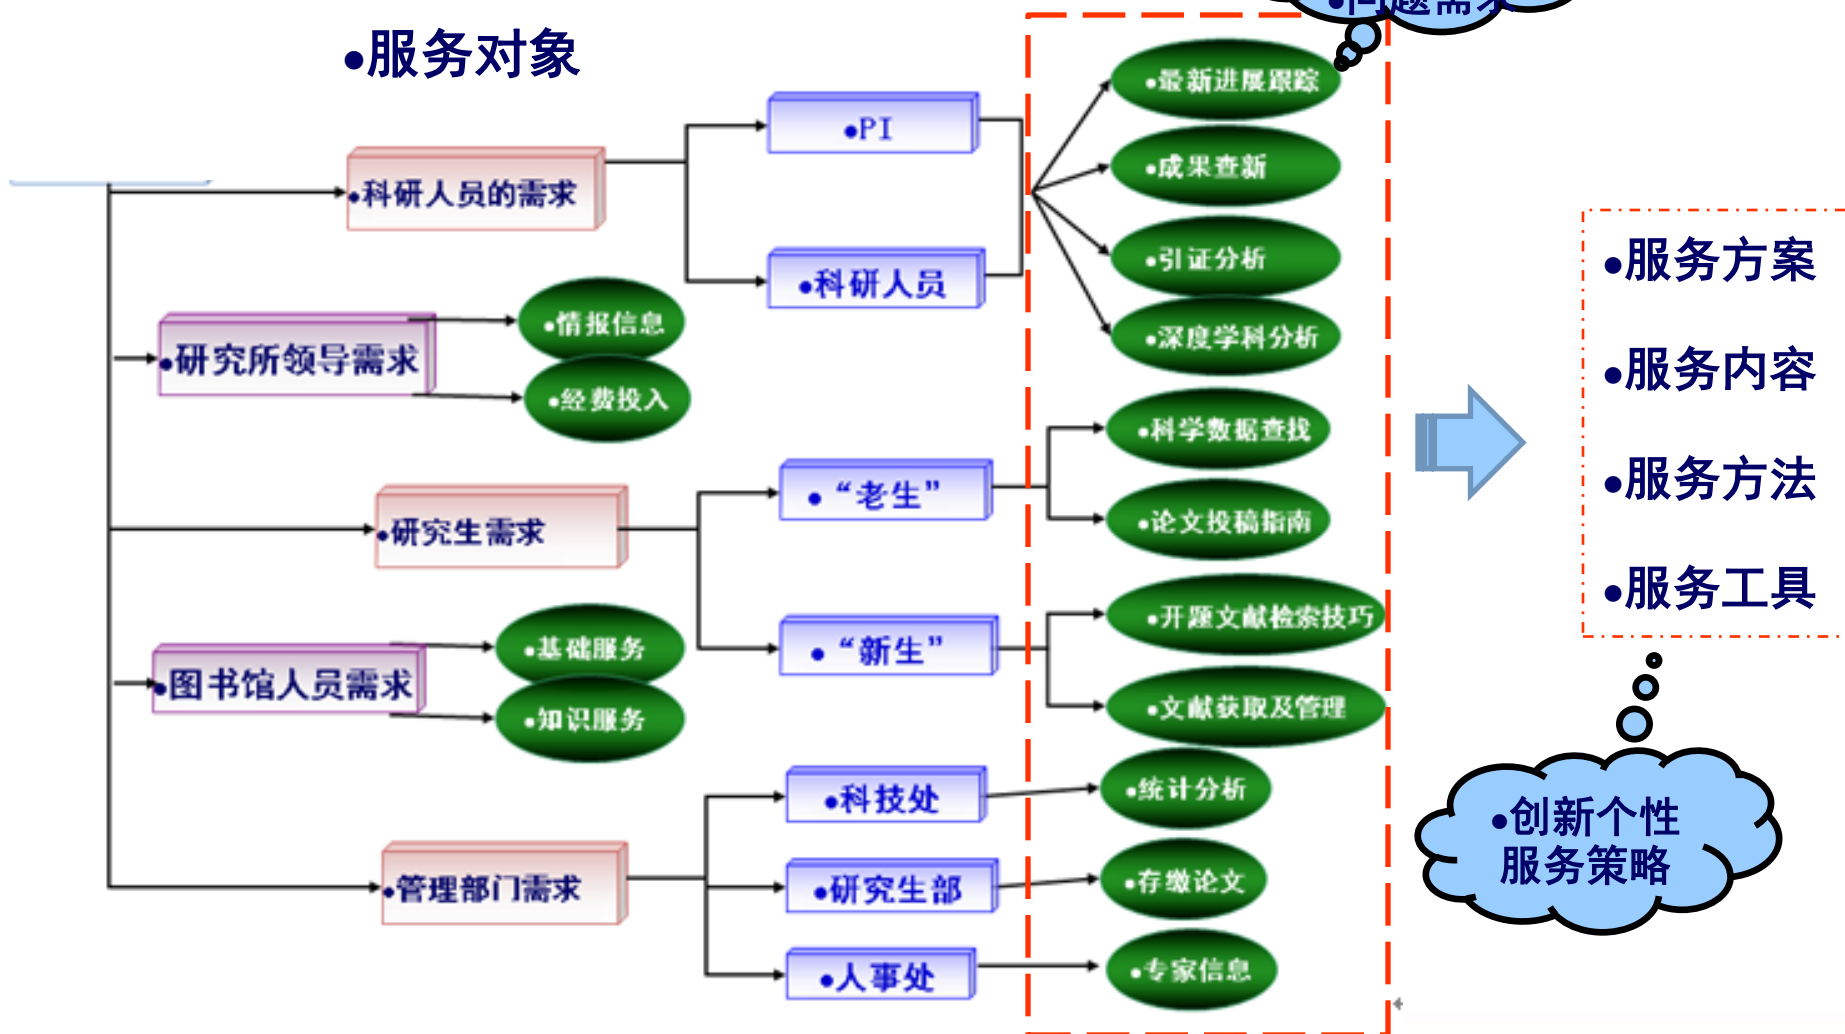 •问题需求
•服务对象
•最新进展跟踪
•PI
•成果查新
•科研人员的需求
•引证分析
•科研人员
•深度学科分析
•情报信息
•研究所领导需求
•经费投入
•科学数据查找
•“老生”
•论文投稿指南
•研究生需求
•开题文献检索技巧
•“新生”
•文献获取及管理
•基础服务
•图书馆人员需求
•知识服务
•科技处
•统计分析
•管理部门需求
•研究生部
•存缴论文
•人事处
•专家信息
•服务方案
•服务内容
•服务方法
•服务工具
•创新个性
服务策略